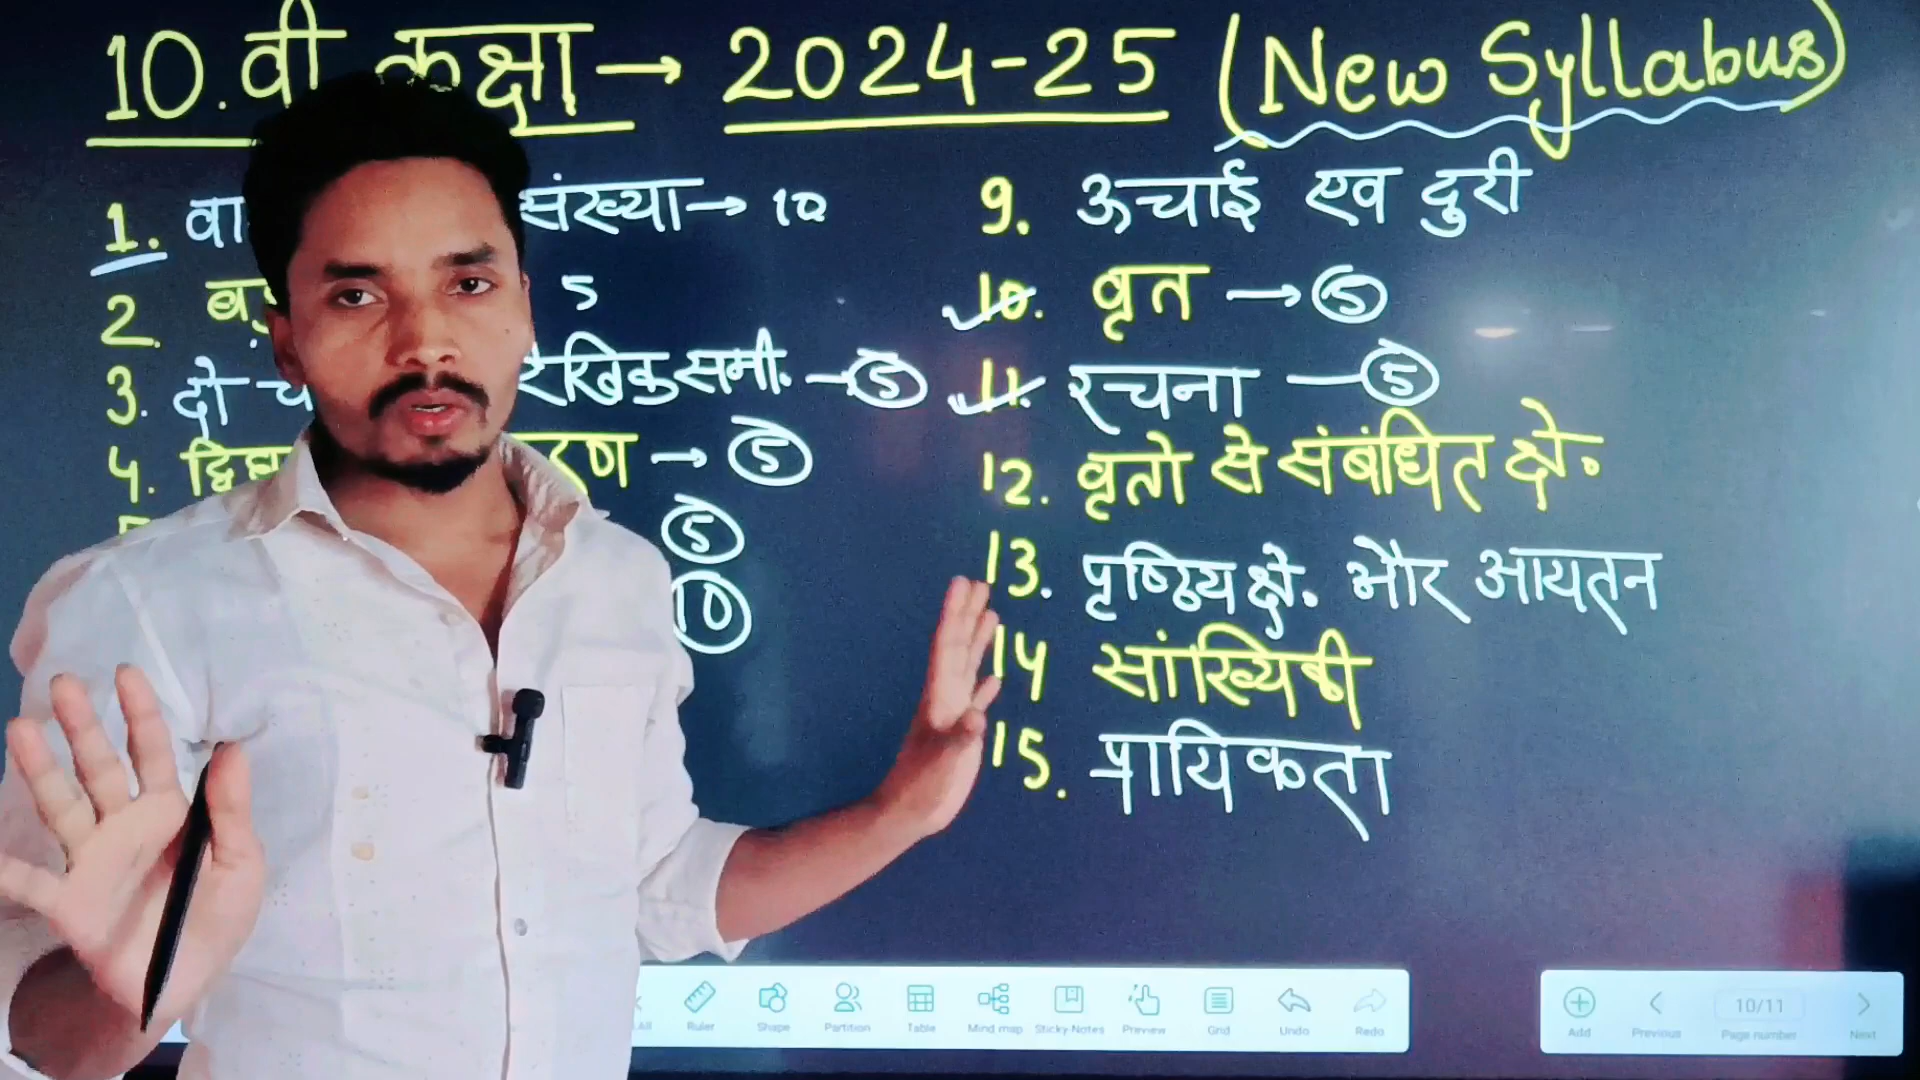 10.वी कक्षा → 2024-25 (New Syllabus)
1. संख्या → 10
2. 5
3. दो रैखिक समी. → 5
4. → 5
5
10
9. ऊचाई एव दुरी
10. वृत → 5
11. रचना — 5
12. वृतो से संबंधित क्षे.
13. पृष्ठिय क्षे. और आयतन
14 सांख्यिकी
15. प्रायिकता
Ruler
Shape
Partition
Table
Mind map
Sticky Notes
Preview
Grid
Undo
Redo
Add
Previous
10/11
Page number
Next